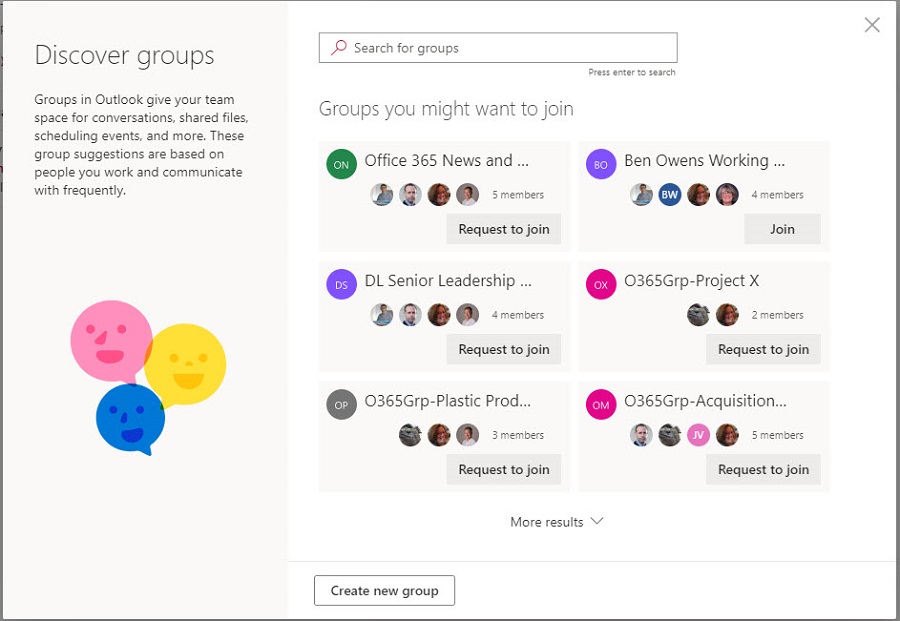 Discover groups
Groups in Outlook give your team
space for conversations, shared files,
scheduling events, and more. These
group suggestions are based on
people you work and communicate
with frequently.
Search for groups
Press enter to search
Groups you might want to join
ON
Office 365 News and ...
5 members
Request to join
BO
Ben Owens Working ...
BW
4 members
Join
DS
DL Senior Leadership ...
4 members
Request to join
OX
O365Grp-Project X
2 members
Request to join
OP
O365Grp-Plastic Prod...
3 members
Request to join
OM
O365Grp-Acquisition...
JV
5 members
Request to join
More results
Create new group